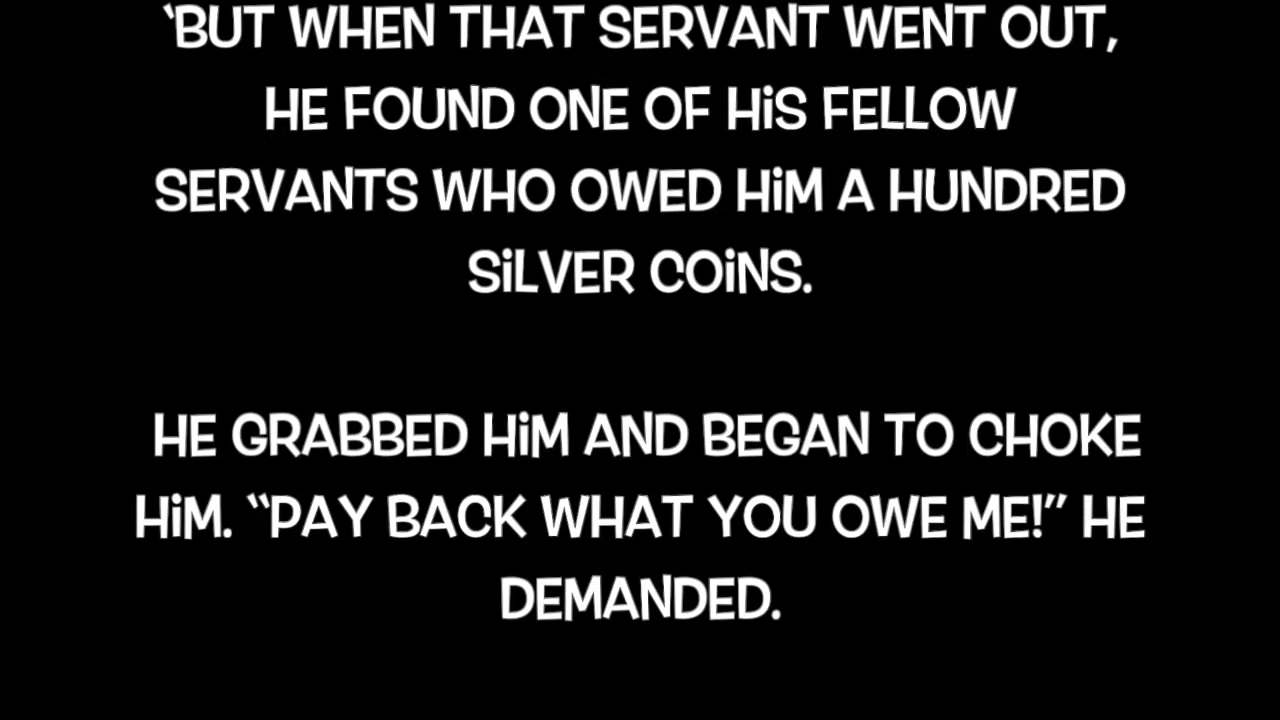 ‘BUT WHEN THAT SERVANT WENT OUT,
HE FOUND ONE OF HiS FELLOW
SERVANTS WHO OWED HiM A HUNDRED
SiLVER COiNS.
HE GRABBED HiM AND BEGAN TO CHOKE
HiM. “PAY BACK WHAT YOU OWE ME!” HE
DEMANDED.